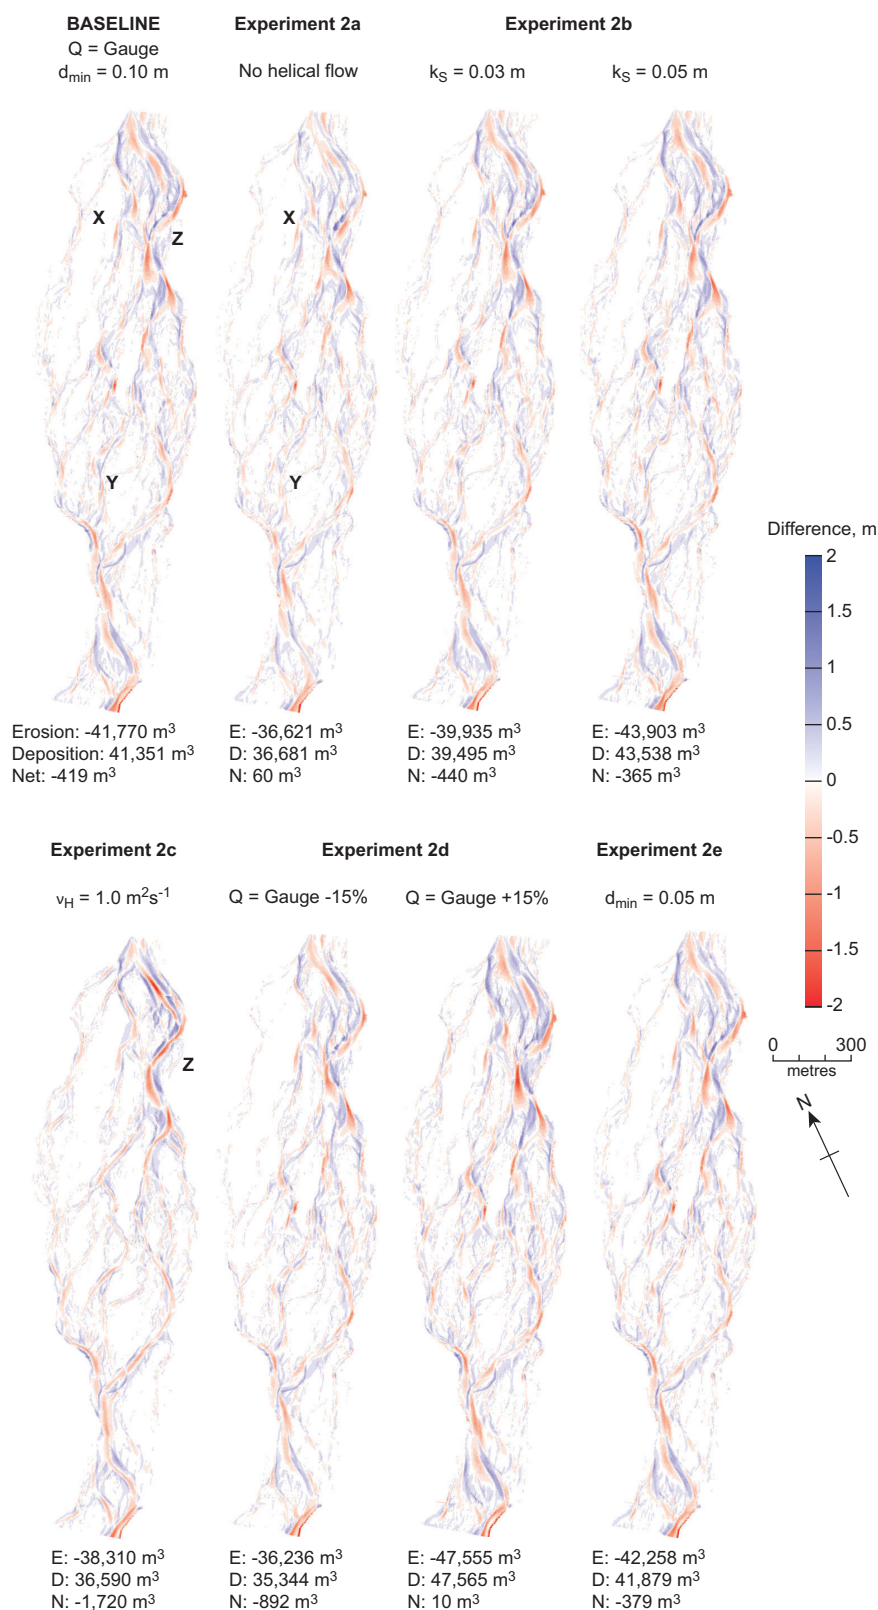 BASELINE
Q = Gauge
dmin = 0.10 m
Experiment 2a
No helical flow
Experiment 2b
kS = 0.03 m
kS = 0.05 m
X
Z
Y
X
Y
Erosion: -41,770 m3
Deposition: 41,351 m3
Net: -419 m3
E: -36,621 m3
D: 36,681 m3
N: 60 m3
E: -39,935 m3
D: 39,495 m3
N: -440 m3
E: -43,903 m3
D: 43,538 m3
N: -365 m3
Difference, m
2
1.5
1
0.5
0
-0.5
-1
-1.5
-2
0 300
metres
N
Experiment 2c
νH = 1.0 m2s-1
Experiment 2d
Q = Gauge -15%
Q = Gauge +15%
Experiment 2e
dmin = 0.05 m
Z
E: -38,310 m3
D: 36,590 m3
N: -1,720 m3
E: -36,236 m3
D: 35,344 m3
N: -892 m3
E: -47,555 m3
D: 47,565 m3
N: 10 m3
E: -42,258 m3
D: 41,879 m3
N: -379 m3